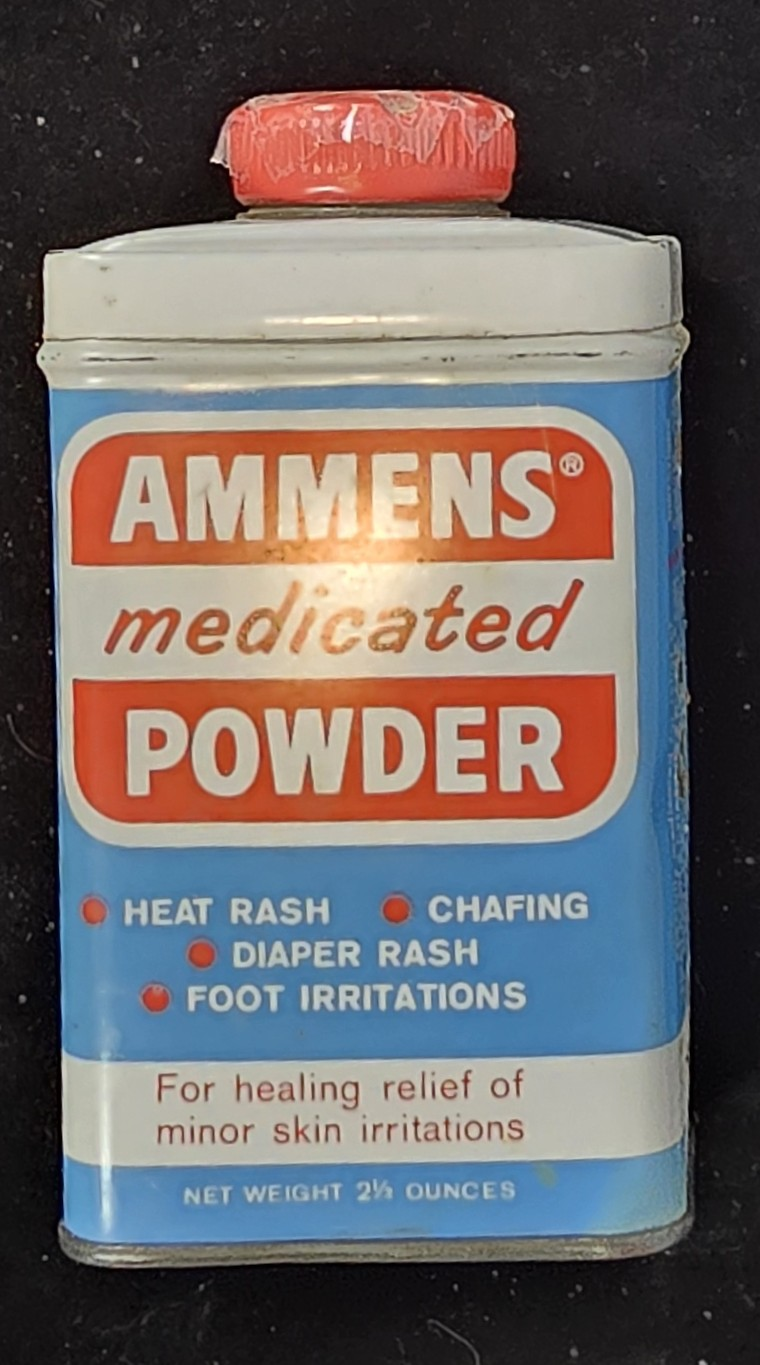 AMMENS®
medicated
POWDER
HEAT RASH CHAFING
DIAPER RASH
FOOT IRRITATIONS
For healing relief of
minor skin irritations
NET WEIGHT 2½ OUNCES